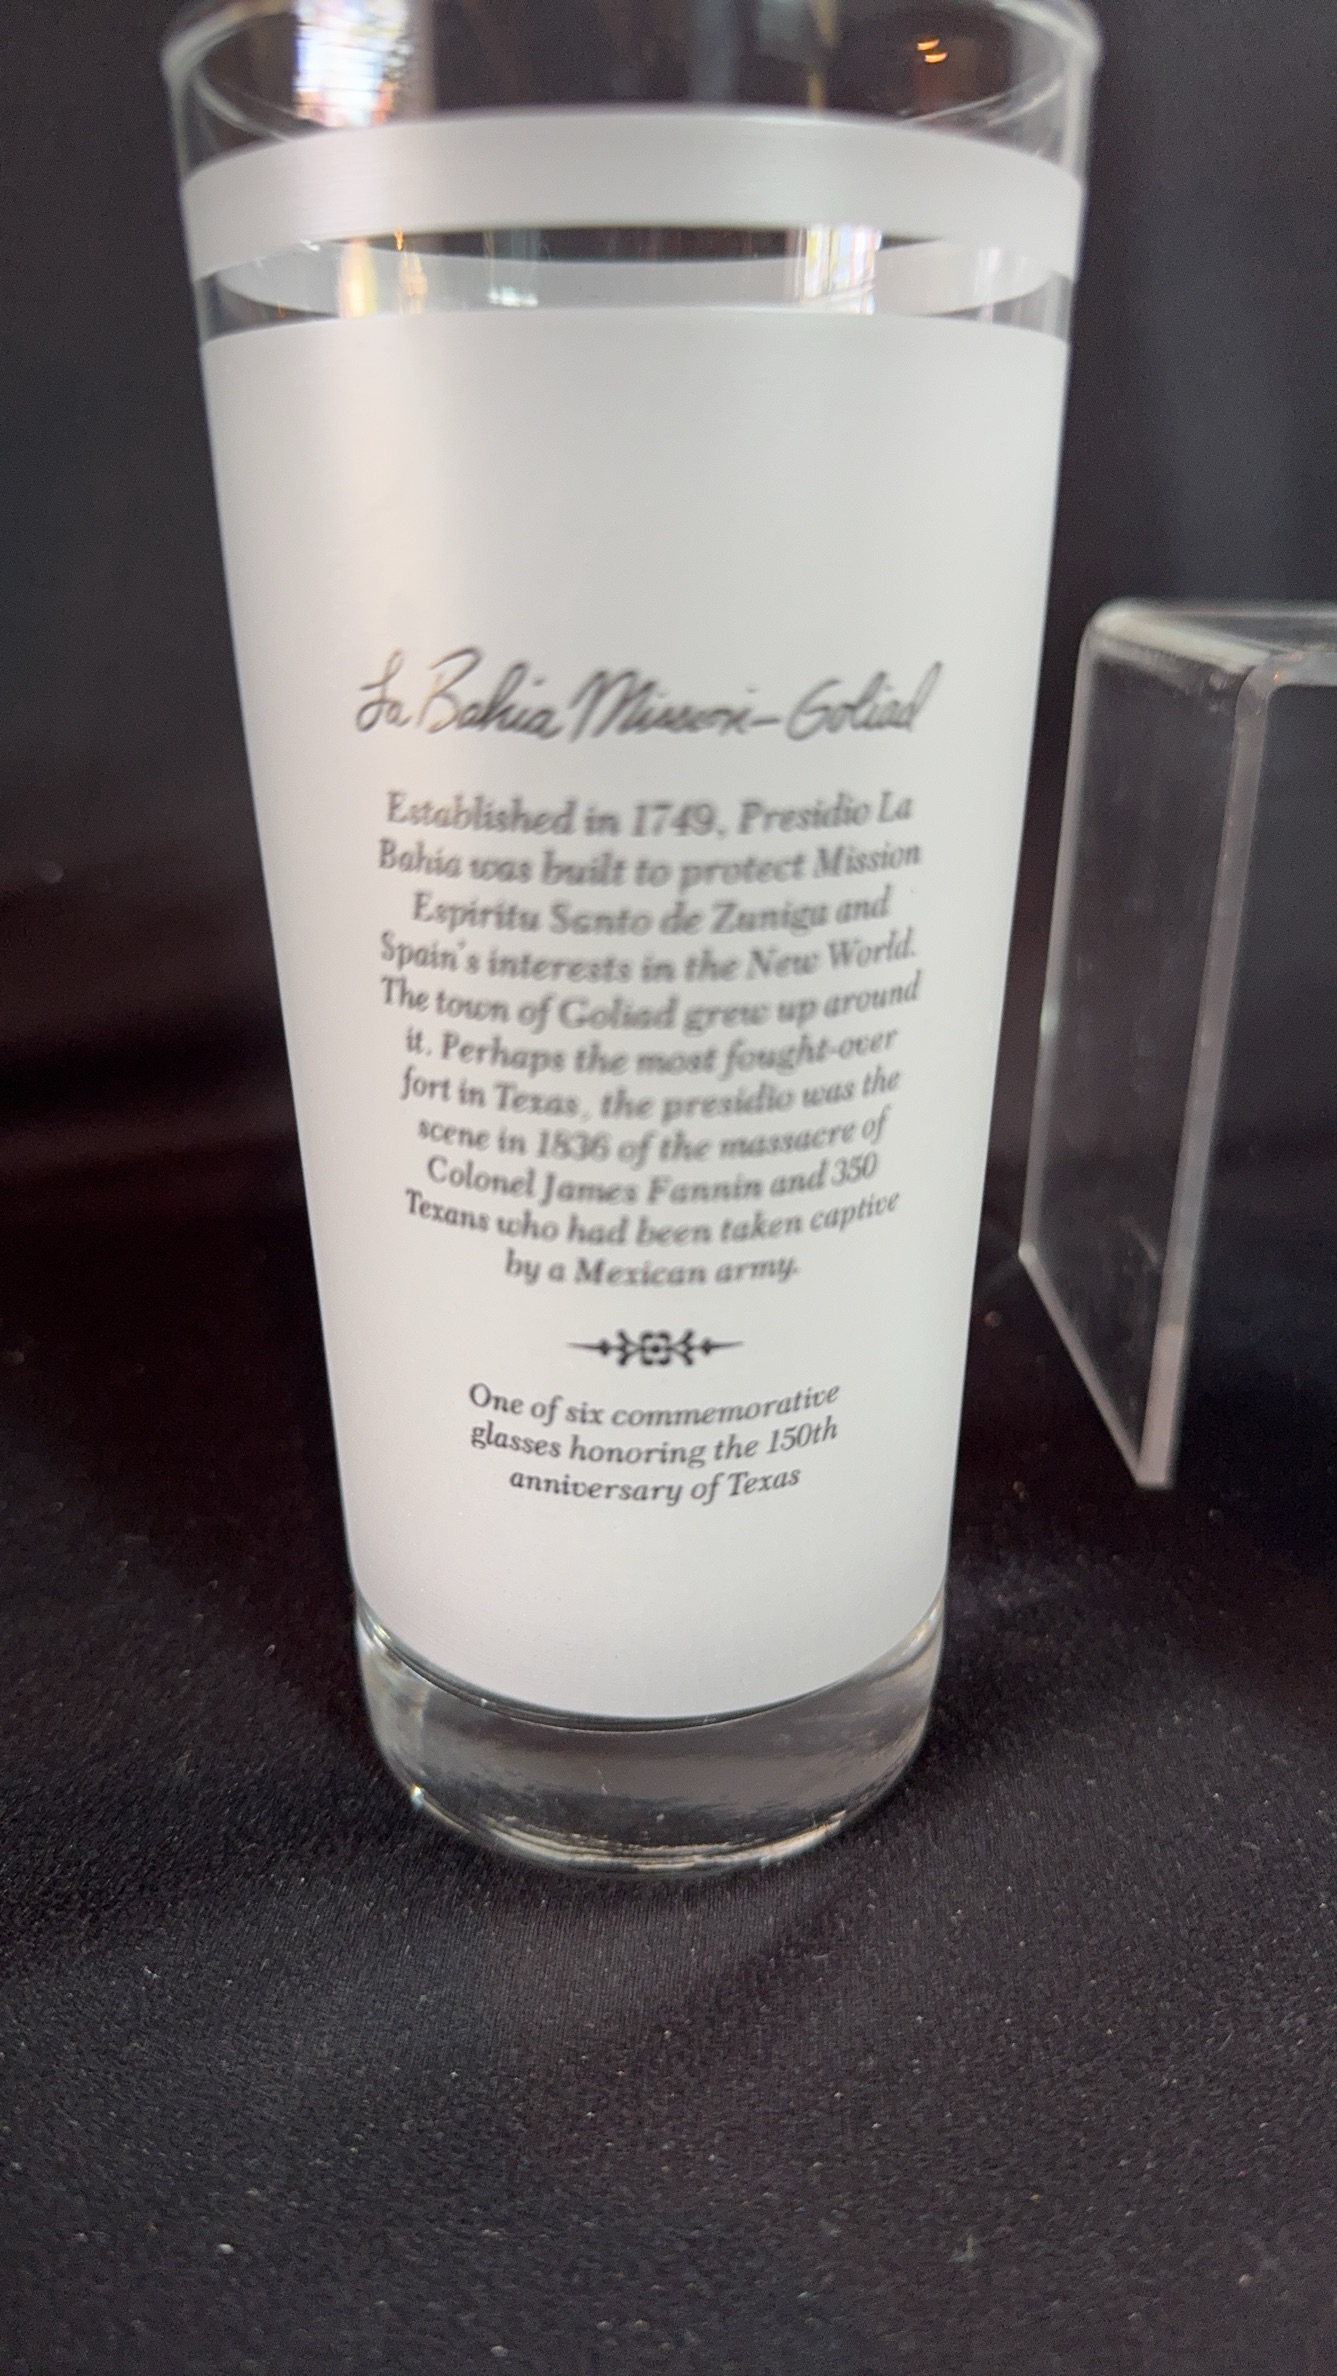 La Bahia Mission–Goliad
Established in 1749, Presidio La
Bahia was built to protect Mission
Espiritu Santo de Zuniga and
Spain's interests in the New World.
The town of Goliad grew up around
it. Perhaps the most fought-over
fort in Texas, the presidio was the
scene in 1836 of the massacre of
Colonel James Fannin and 350
Texans who had been taken captive
by a Mexican army.
One of six commemorative
glasses honoring the 150th
anniversary of Texas